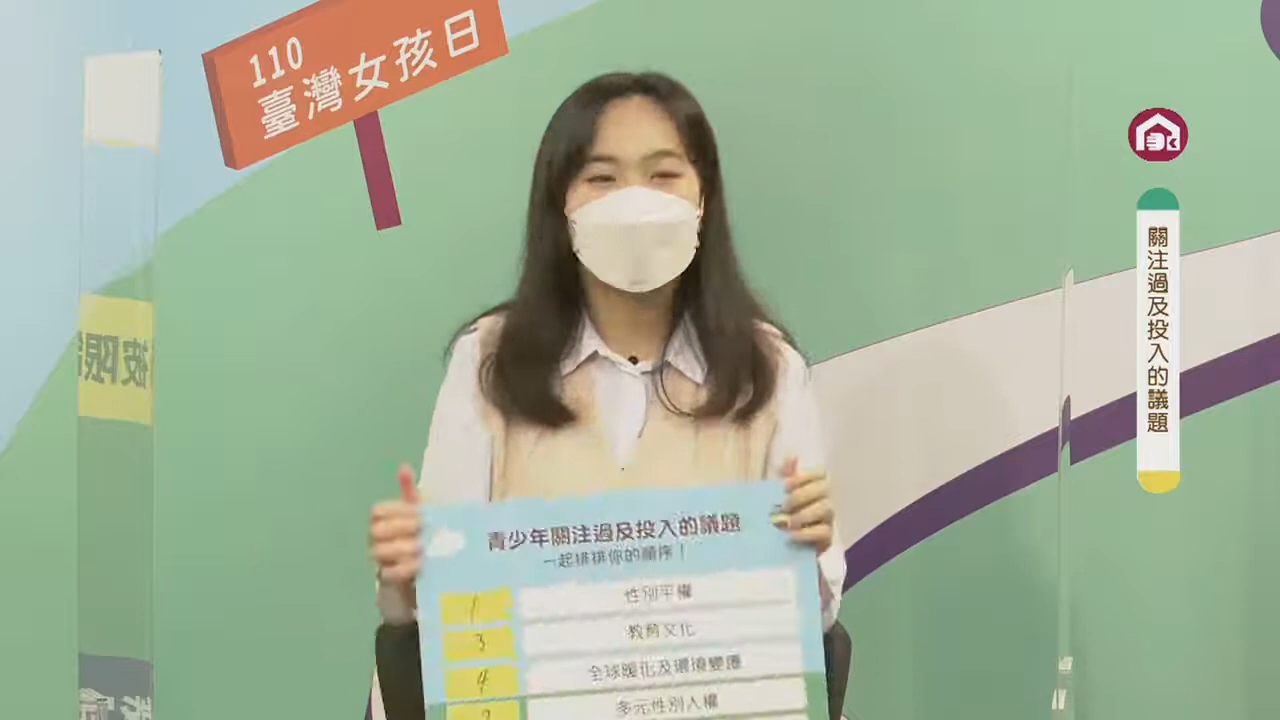 110
臺灣女孩日
關注過及投入的議題
青少年關注過及投入的議題
一起排排你的順序！
1 性別平權
3 教育文化
4 全球暖化及環境變遷
2 多元性別人權